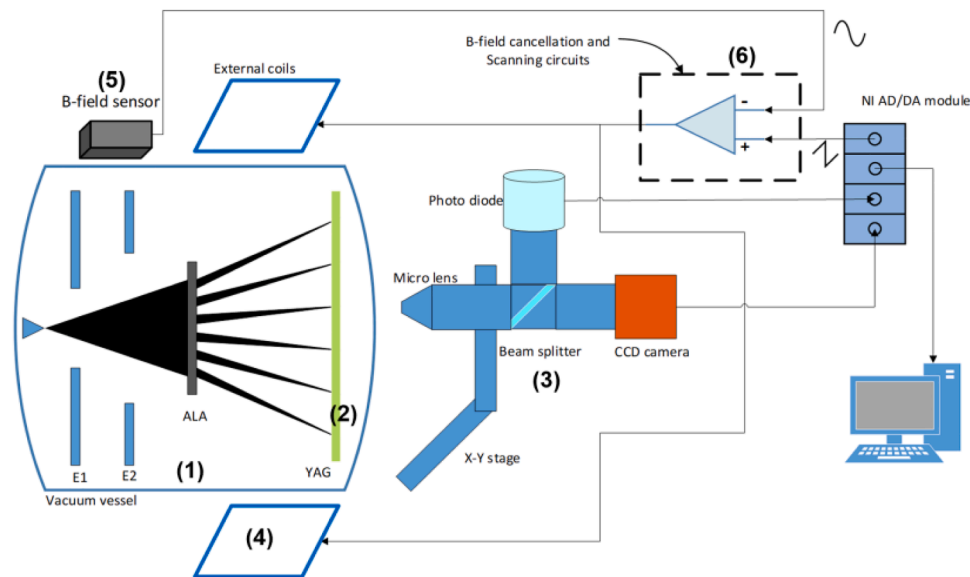 (5)
B-field sensor
External coils
B-field cancellation and
Scanning circuits
(6)
-
+
NI AD/DA module
Photo diode
Micro lens
Beam splitter
(3)
CCD camera
X-Y stage
ALA
(2)
(1)
E1
E2
YAG
Vacuum vessel
(4)